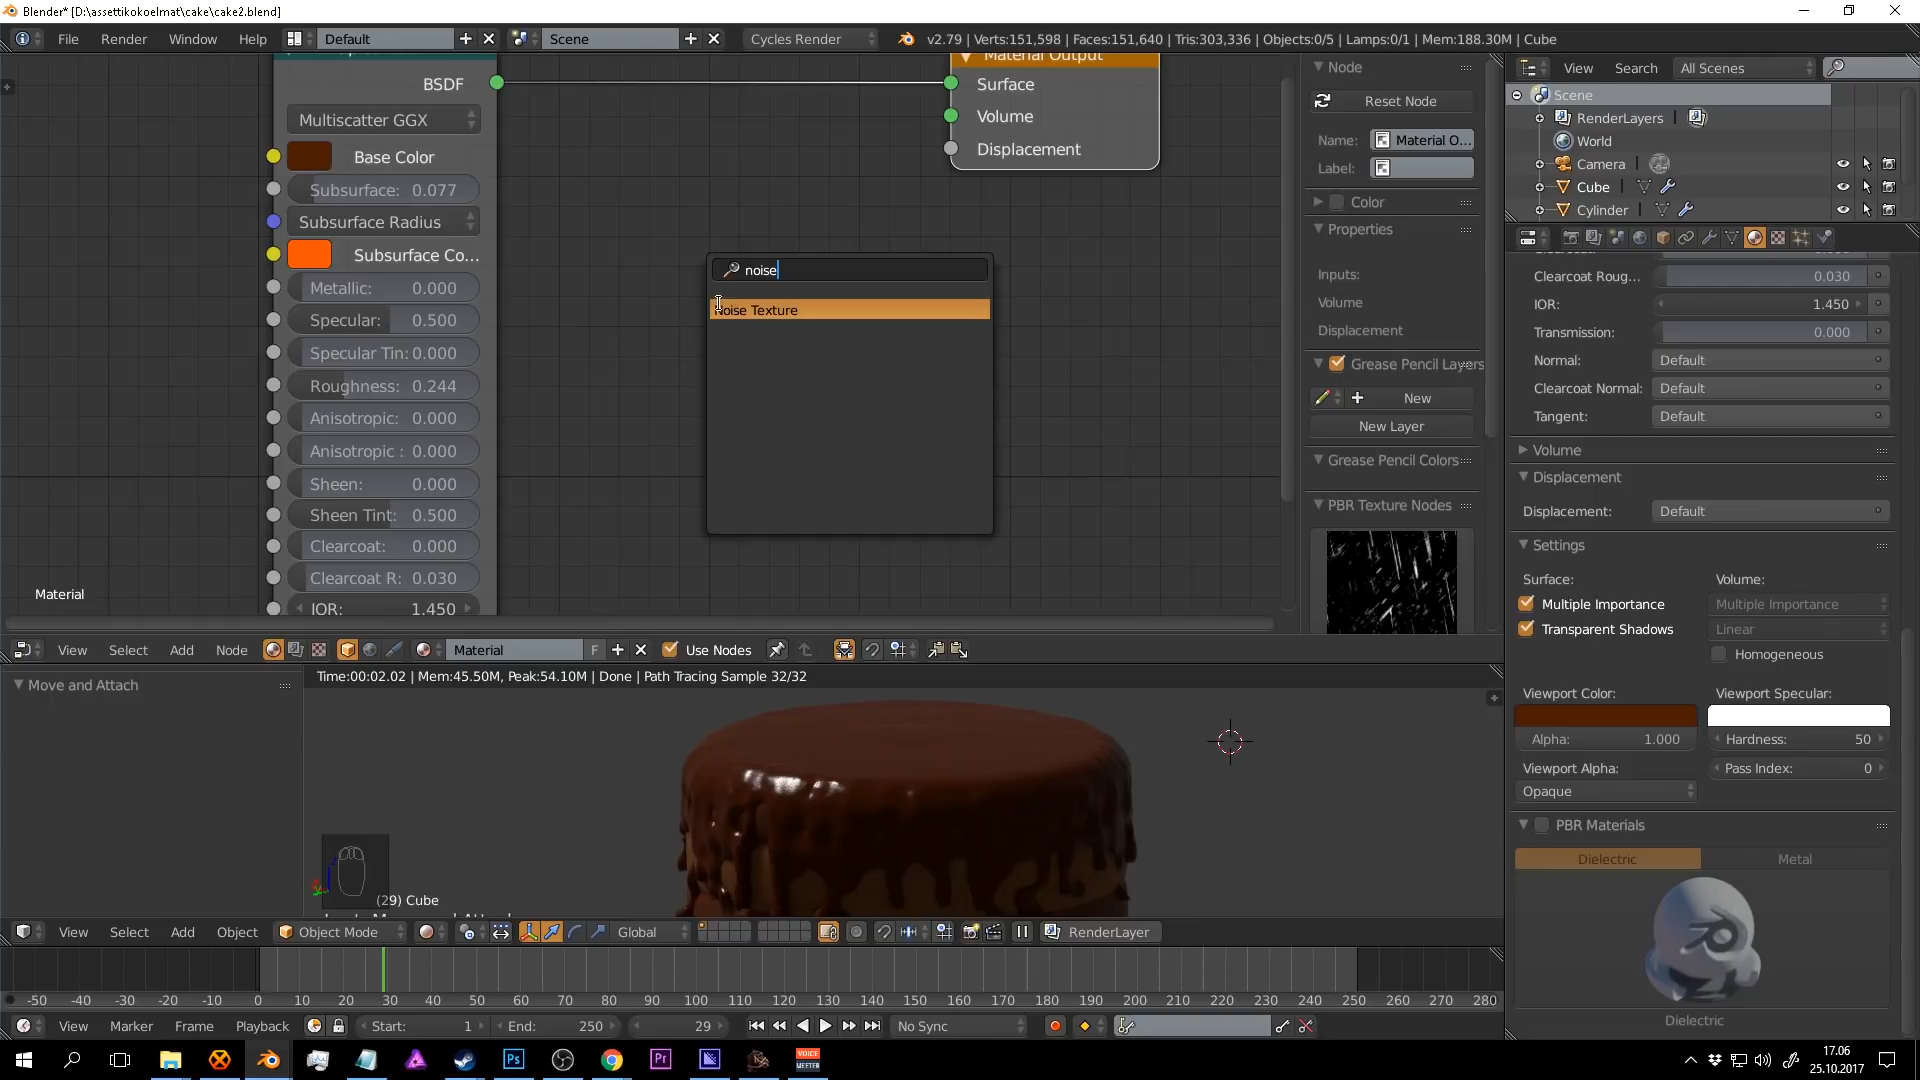 Blender* [D:\assettikokoelmat\cake\cake2.blend]
File Render Window Help Default Scene Cycles Render v2.79 | Verts:151,598 | Faces:151,640 | Tris:303,336 | Objects:0/5 | Lamps:0/1 | Mem:188.30M | Cube
BSDF
Multiscatter GGX
Base Color
Subsurface: 0.077
Subsurface Radius
Subsurface Co...
Metallic: 0.000
Specular: 0.500
Specular Tin: 0.000
Roughness: 0.244
Anisotropic: 0.000
Anisotropic : 0.000
Sheen: 0.000
Sheen Tint: 0.500
Clearcoat: 0.000
Clearcoat R: 0.030
IOR: 1.450
Material
Material Output
Surface
Volume
Displacement
noise
Noise Texture
Node
Reset Node
Name: Material O...
Label:
Color
Properties
Inputs:
Volume
Displacement
Grease Pencil Layers
New
New Layer
Grease Pencil Colors
PBR Texture Nodes
View Search All Scenes
Scene
RenderLayers
World
Camera
Cube
Cylinder
Clearcoat Roug... 0.030
IOR: 1.450
Transmission: 0.000
Normal: Default
Clearcoat Normal: Default
Tangent: Default
Volume
Displacement
Displacement: Default
Settings
Surface: Volume:
Multiple Importance Multiple Importance
Transparent Shadows Linear
Homogeneous
Viewport Color: Viewport Specular:
Alpha: 1.000 Hardness: 50
Viewport Alpha: Pass Index: 0
Opaque
PBR Materials
Dielectric Metal
Dielectric
View Select Add Node Material F Use Nodes
Move and Attach
Time:00:02.02 | Mem:45.50M, Peak:54.10M | Done | Path Tracing Sample 32/32
(29) Cube
View Select Add Object Object Mode Global RenderLayer
-50 -40 -30 -20 -10 0 10 20 30 40 50 60 70 80 90 100 110 120 130 140 150 160 170 180 190 200 210 220 230 240 250 260 270 280
View Marker Frame Playback Start: 1 End: 250 29 No Sync
Ps Pr VOICE MEETER
17.06
25.10.2017